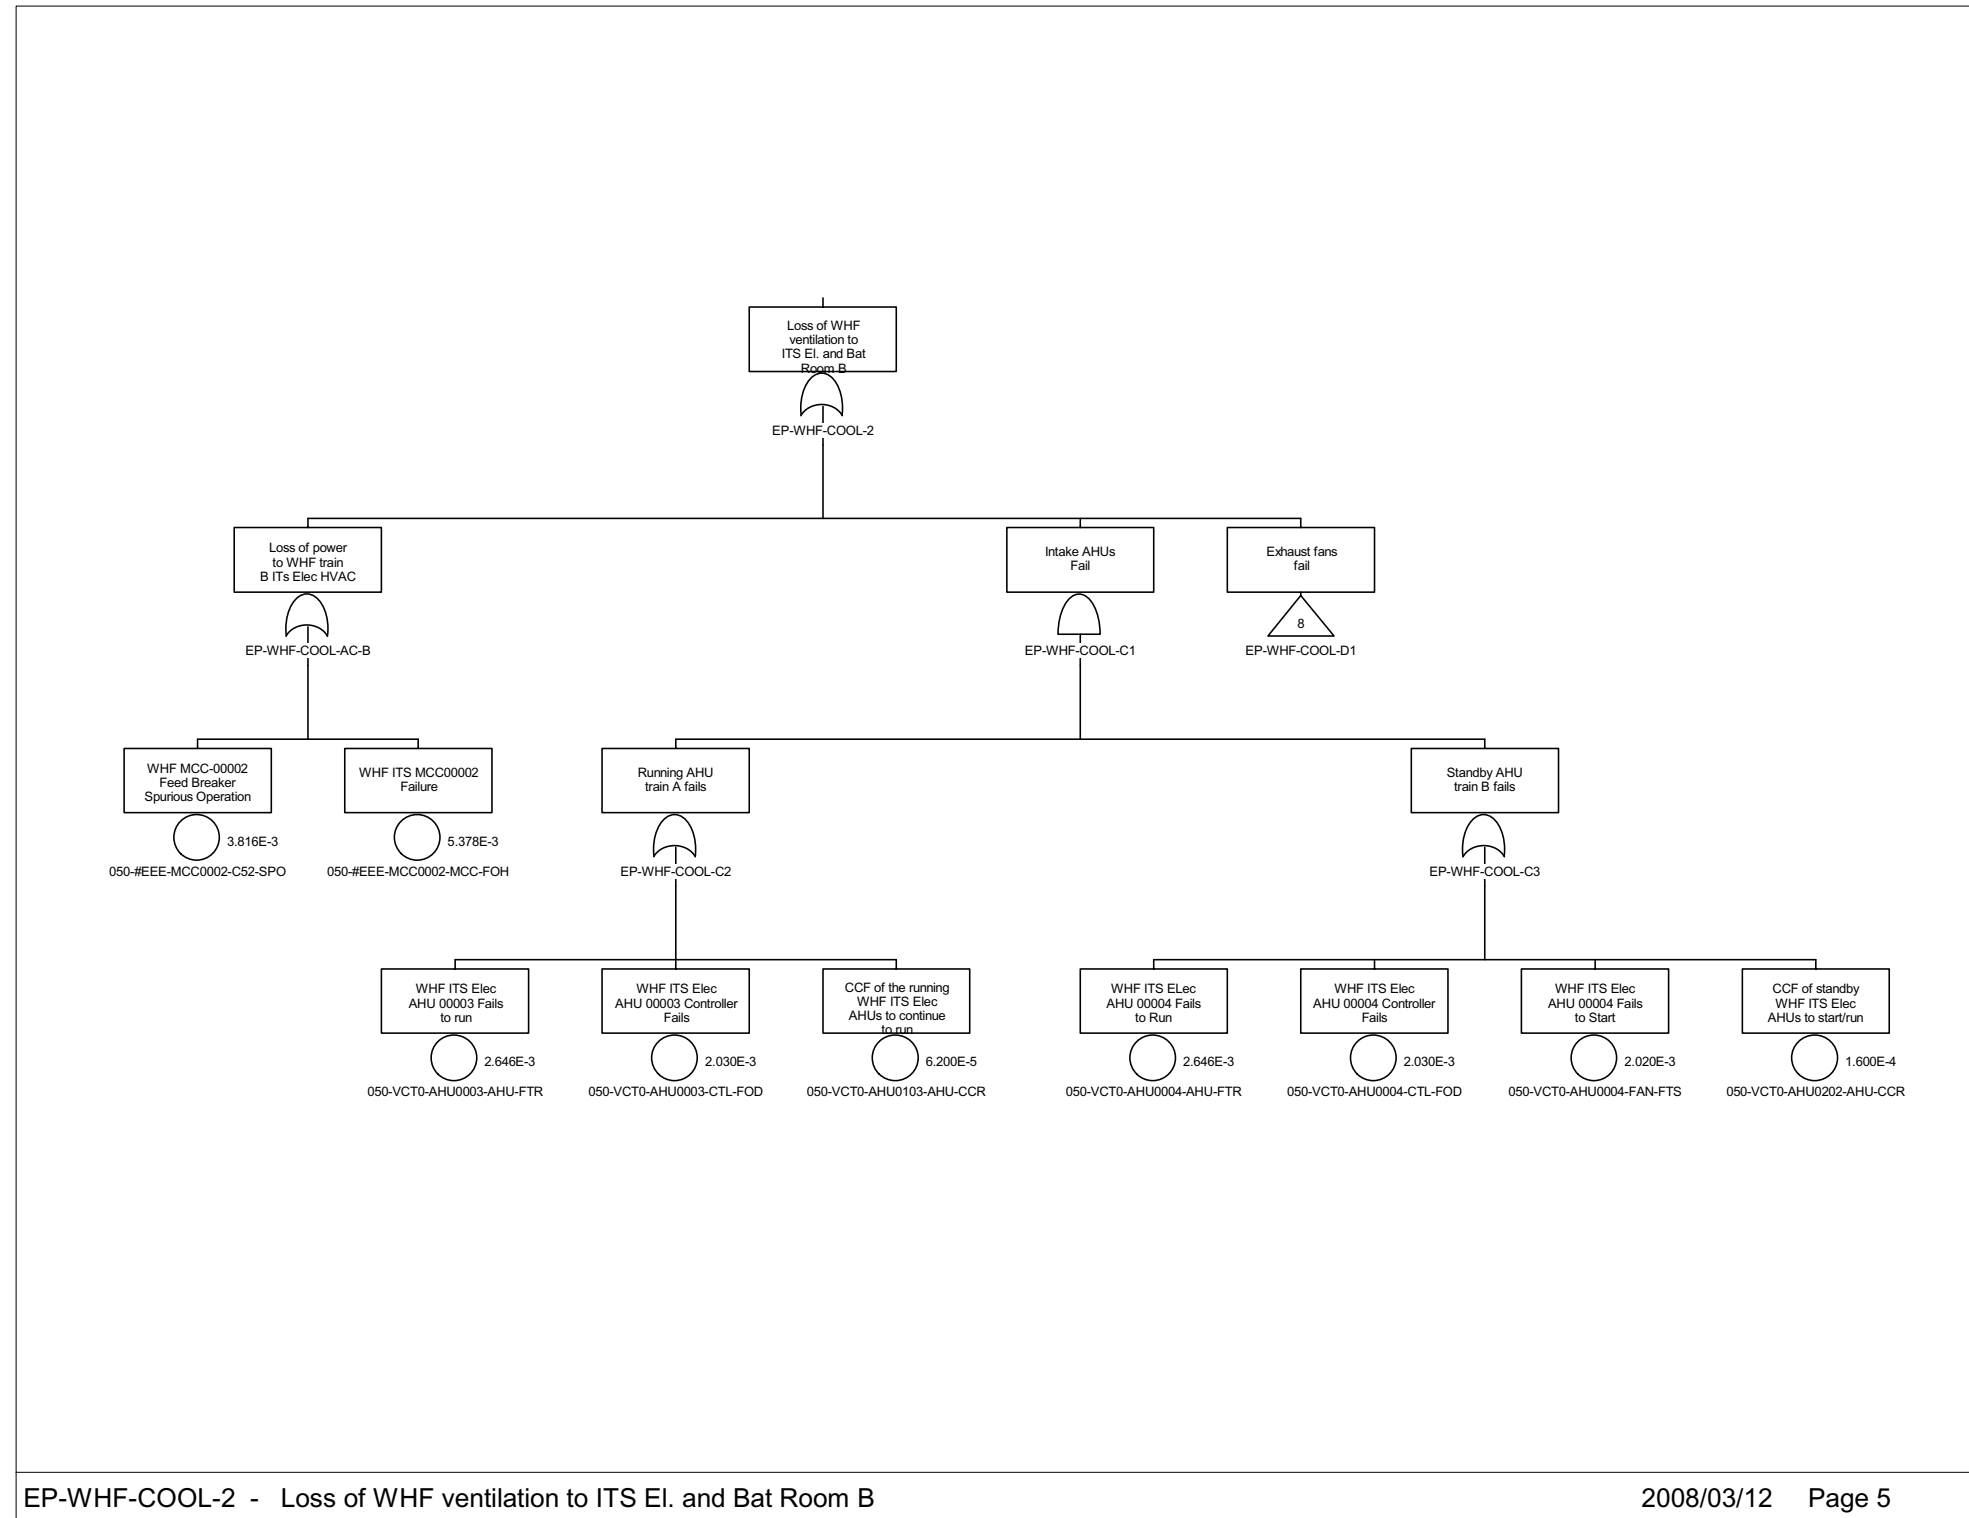 Loss of WHF
ventilation to
ITS El. and Bat
Room B
EP-WHF-COOL-2
Loss of power
to WHF train
B ITs Elec HVAC
EP-WHF-COOL-AC-B
Intake AHUs
Fail
EP-WHF-COOL-C1
Exhaust fans
fail
8
EP-WHF-COOL-D1
WHF MCC-00002
Feed Breaker
Spurious Operation
3.816E-3
050-#EEE-MCC0002-C52-SPO
WHF ITS MCC00002
Failure
5.378E-3
050-#EEE-MCC0002-MCC-FOH
Running AHU
train A fails
EP-WHF-COOL-C2
Standby AHU
train B fails
EP-WHF-COOL-C3
WHF ITS Elec
AHU 00003 Fails
to run
2.646E-3
050-VCT0-AHU0003-AHU-FTR
WHF ITS Elec
AHU 00003 Controller
Fails
2.030E-3
050-VCT0-AHU0003-CTL-FOD
CCF of the running
WHF ITS Elec
AHUs to continue
to run
6.200E-5
050-VCT0-AHU0103-AHU-CCR
WHF ITS ELec
AHU 00004 Fails
to Run
2.646E-3
050-VCT0-AHU0004-AHU-FTR
WHF ITS Elec
AHU 00004 Controller
Fails
2.030E-3
050-VCT0-AHU0004-CTL-FOD
WHF ITS Elec
AHU 00004 Fails
to Start
2.020E-3
050-VCT0-AHU0004-FAN-FTS
CCF of standby
WHF ITS Elec
AHUs to start/run
1.600E-4
050-VCT0-AHU0202-AHU-CCR
EP-WHF-COOL-2 - Loss of WHF ventilation to ITS El. and Bat Room B
2008/03/12 Page 5